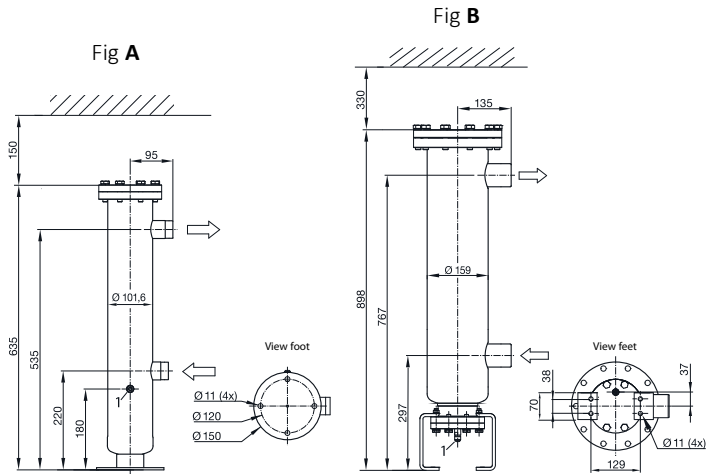 Fig A
150
95
635
535
Ø 101,6
220
180
1
View foot
Ø 11 (4x)
Ø 120
Ø 150
Fig B
330
135
898
767
Ø 159
297
1
View feet
38
70
37
Ø 11 (4x)
129